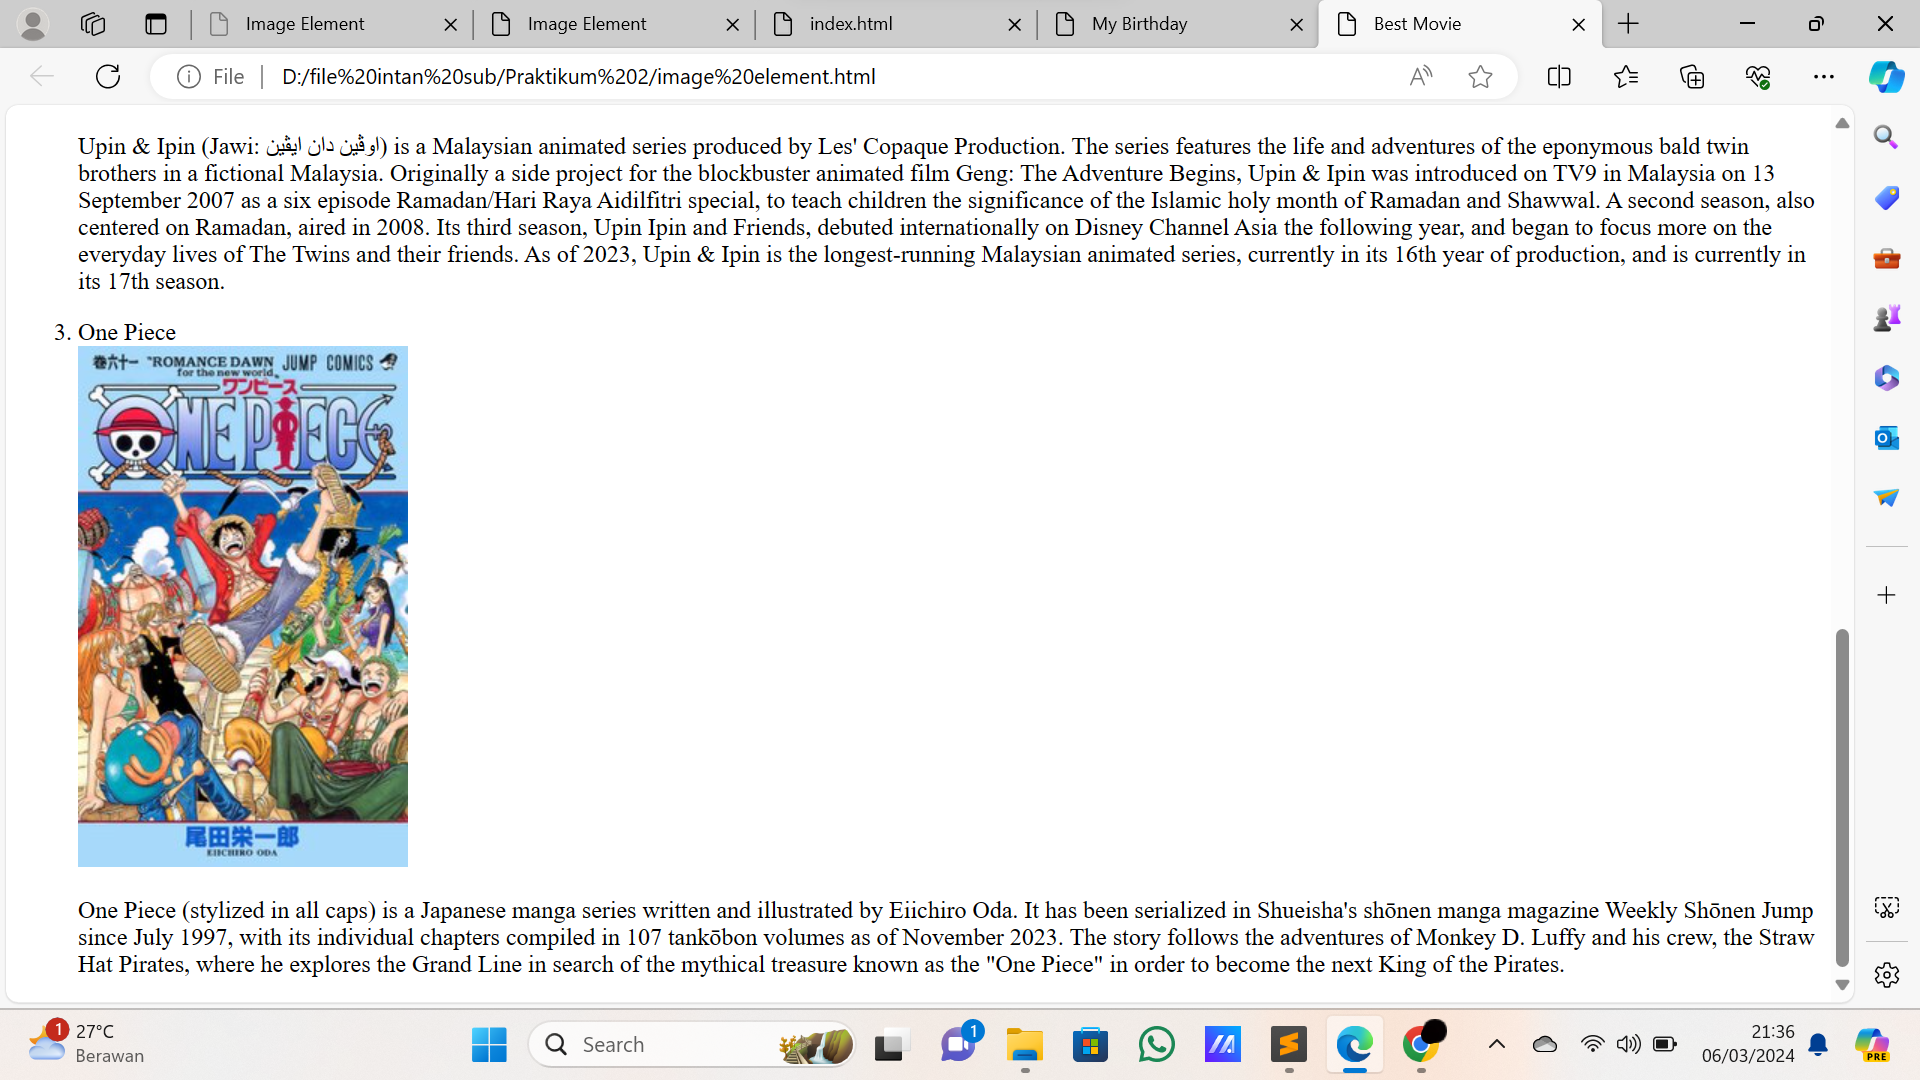 Image Element
Image Element
index.html
My Birthday
Best Movie
File
D:/file%20intan%20sub/Praktikum%202/image%20element.html
Upin & Ipin (Jawi: اوڤين دان ايڤين) is a Malaysian animated series produced by Les' Copaque Production. The series features the life and adventures of the eponymous bald twin
brothers in a fictional Malaysia. Originally a side project for the blockbuster animated film Geng: The Adventure Begins, Upin & Ipin was introduced on TV9 in Malaysia on 13
September 2007 as a six episode Ramadan/Hari Raya Aidilfitri special, to teach children the significance of the Islamic holy month of Ramadan and Shawwal. A second season, also
centered on Ramadan, aired in 2008. Its third season, Upin Ipin and Friends, debuted internationally on Disney Channel Asia the following year, and began to focus more on the
everyday lives of The Twins and their friends. As of 2023, Upin & Ipin is the longest-running Malaysian animated series, currently in its 16th year of production, and is currently in
its 17th season.
3. One Piece
巻六十一 "ROMANCE DAWN JUMP COMICS
for the new world"
ワンピース
ONE PIECE
尾田栄一郎
EIICHIRO ODA
One Piece (stylized in all caps) is a Japanese manga series written and illustrated by Eiichiro Oda. It has been serialized in Shueisha's shōnen manga magazine Weekly Shōnen Jump
since July 1997, with its individual chapters compiled in 107 tankōbon volumes as of November 2023. The story follows the adventures of Monkey D. Luffy and his crew, the Straw
Hat Pirates, where he explores the Grand Line in search of the mythical treasure known as the "One Piece" in order to become the next King of the Pirates.
1
27°C
Berawan
Search
1
21:36
06/03/2024
PRE